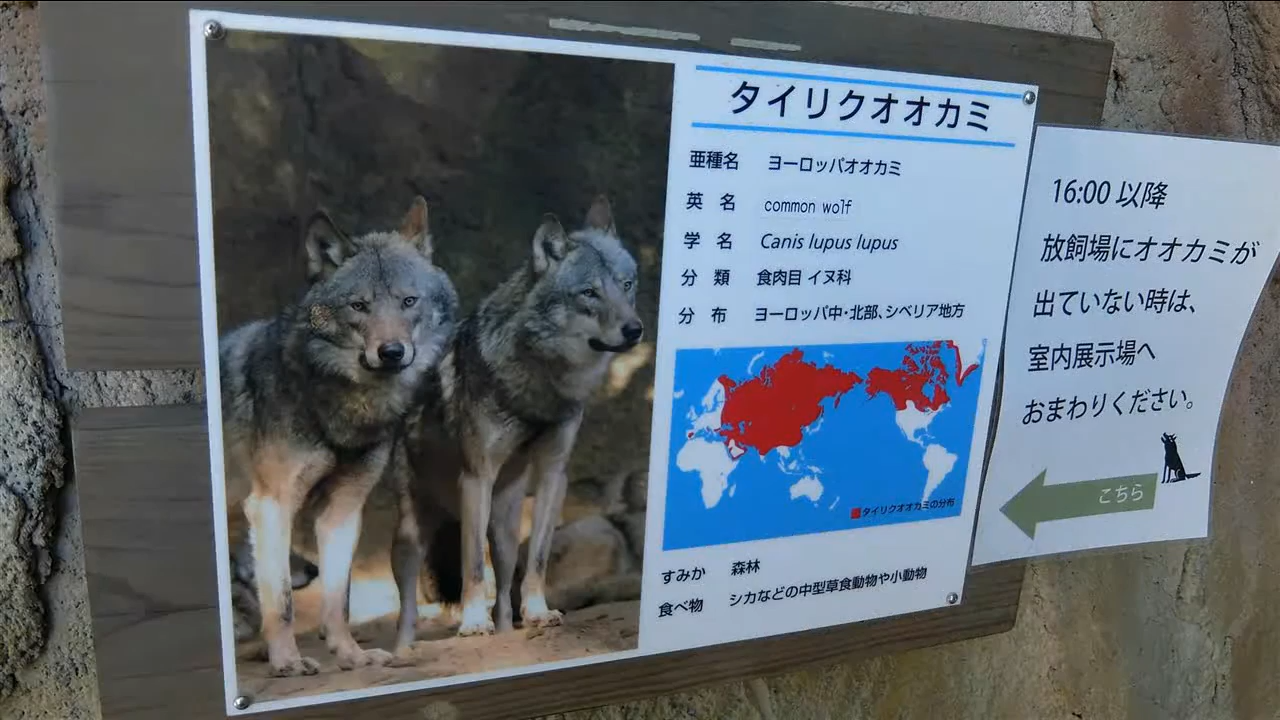 タイリクオオカミ
亜種名 ヨーロッパオオカミ
英名 common wolf
学名 Canis lupus lupus
分類 食肉目 イヌ科
分布 ヨーロッパ中・北部、シベリア地方
タイリクオオカミの分布
すみか 森林
食べ物 シカなどの中型草食動物や小動物
16:00 以降
放飼場にオオカミが
出ていない時は、
室内展示場へ
おまわりください。
こちら